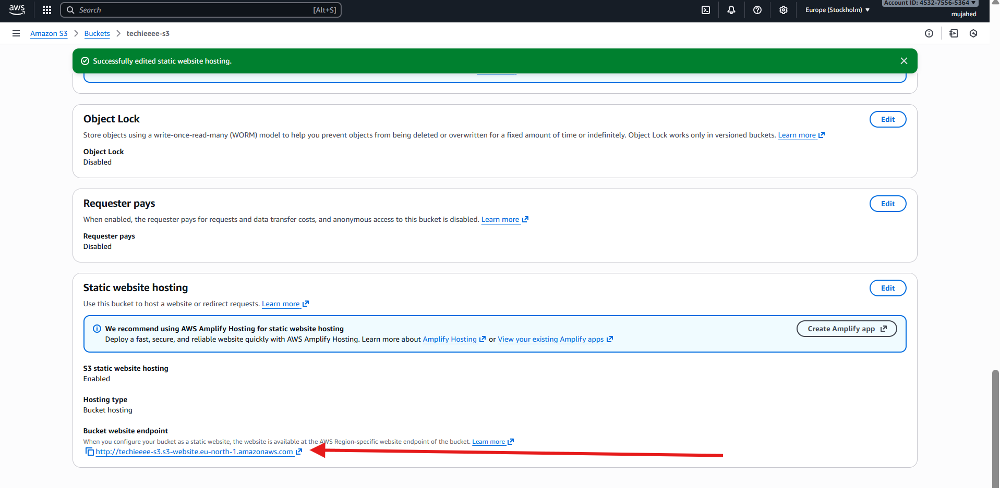 aws
Search [Alt+S]
Europe (Stockholm)
Account ID: 4532-7556-5364
mujahed
Amazon S3 > Buckets > techieeee-s3
Successfully edited static website hosting.
Object Lock
Edit
Store objects using a write-once-read-many (WORM) model to help you prevent objects from being deleted or overwritten for a fixed amount of time or indefinitely. Object Lock works only in versioned buckets. Learn more
Object Lock
Disabled
Requester pays
Edit
When enabled, the requester pays for requests and data transfer costs, and anonymous access to this bucket is disabled. Learn more
Requester pays
Disabled
Static website hosting
Edit
Use this bucket to host a website or redirect requests. Learn more
We recommend using AWS Amplify Hosting for static website hosting
Create Amplify app
Deploy a fast, secure, and reliable website quickly with AWS Amplify Hosting. Learn more about Amplify Hosting or View your existing Amplify apps
S3 static website hosting
Enabled
Hosting type
Bucket hosting
Bucket website endpoint
When you configure your bucket as a static website, the website is available at the AWS Region-specific website endpoint of the bucket. Learn more
http://techieeee-s3.s3-website.eu-north-1.amazonaws.com